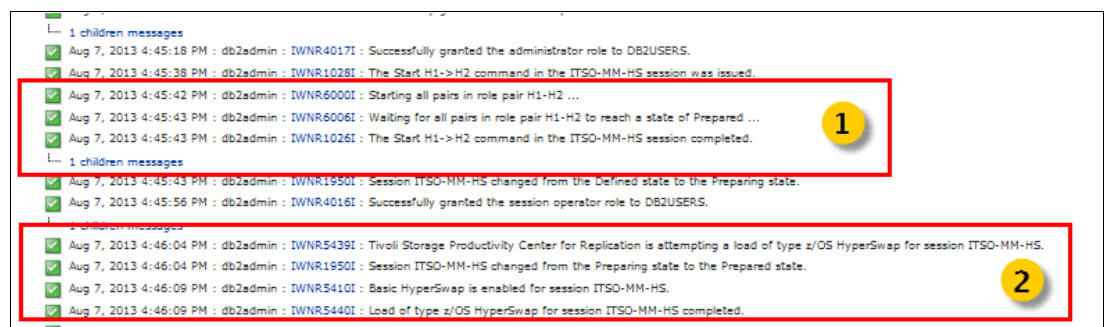 1 children messages
Aug 7, 2013 4:45:18 PM : db2admin : IWNR4017I : Successfully granted the administrator role to DB2USERS.
Aug 7, 2013 4:45:38 PM : db2admin : IWNR1028I : The Start H1->H2 command in the ITSO-MM-HS session was issued.
Aug 7, 2013 4:45:42 PM : db2admin : IWNR6000I : Starting all pairs in role pair H1-H2 ...
Aug 7, 2013 4:45:43 PM : db2admin : IWNR6006I : Waiting for all pairs in role pair H1-H2 to reach a state of Prepared ...
1
Aug 7, 2013 4:45:43 PM : db2admin : IWNR1026I : The Start H1->H2 command in the ITSO-MM-HS session completed.
1 children messages
Aug 7, 2013 4:45:43 PM : db2admin : IWNR1950I : Session ITSO-MM-HS changed from the Defined state to the Preparing state.
Aug 7, 2013 4:45:56 PM : db2admin : IWNR4016I : Successfully granted the session operator role to DB2USERS.
1 children messages
Aug 7, 2013 4:46:04 PM : db2admin : IWNR5439I : Tivoli Storage Productivity Center for Replication is attempting a load of type z/OS HyperSwap for session ITSO-MM-HS.
Aug 7, 2013 4:46:04 PM : db2admin : IWNR1950I : Session ITSO-MM-HS changed from the Preparing state to the Prepared state.
2
Aug 7, 2013 4:46:09 PM : db2admin : IWNR5410I : Basic HyperSwap is enabled for session ITSO-MM-HS.
Aug 7, 2013 4:46:09 PM : db2admin : IWNR5440I : Load of type z/OS HyperSwap for session ITSO-MM-HS completed.